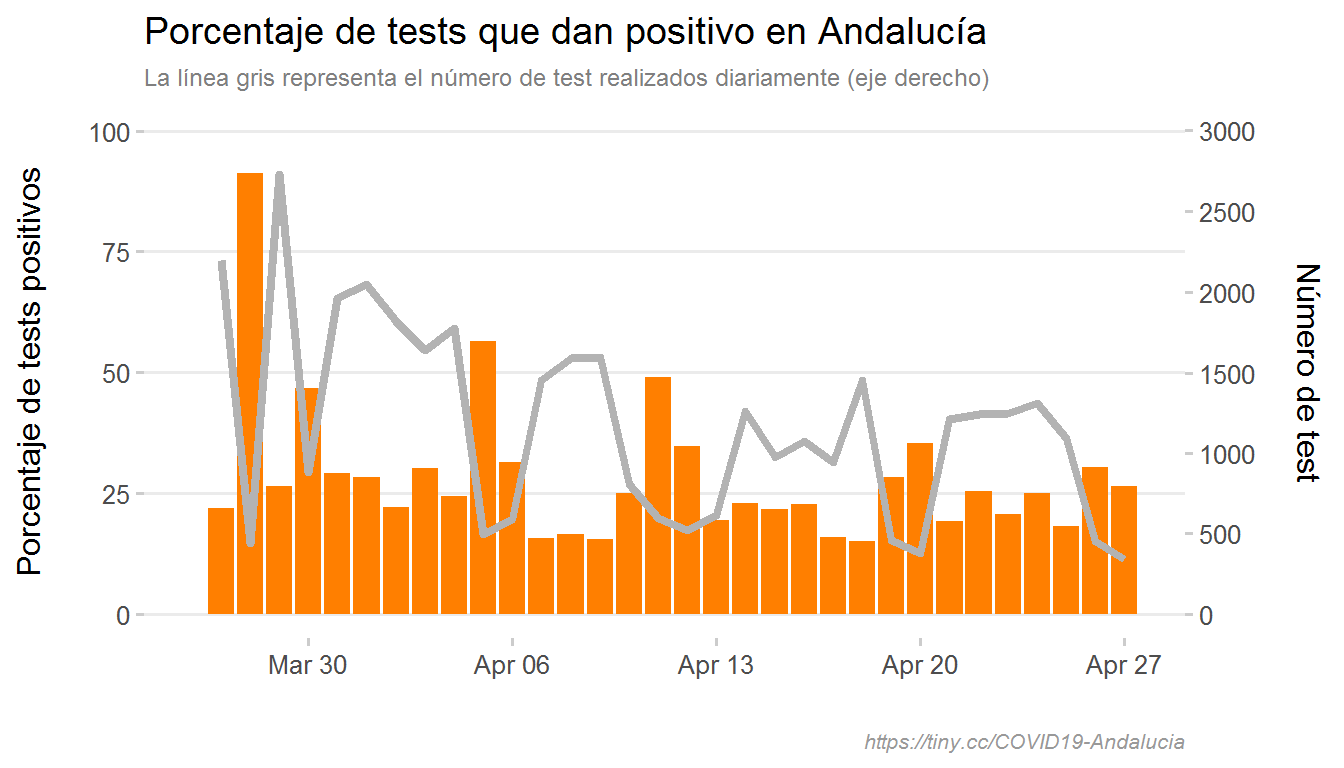 Porcentaje de tests que dan positivo en Andalucía
La línea gris representa el número de test realizados diariamente (eje derecho)
Porcentaje de tests positivos
100
75
50
25
0
3000
2500
2000
1500
1000
500
0
Número de test
Mar 30
Apr 06
Apr 13
Apr 20
Apr 27
https://tiny.cc/COVID19-Andalucia